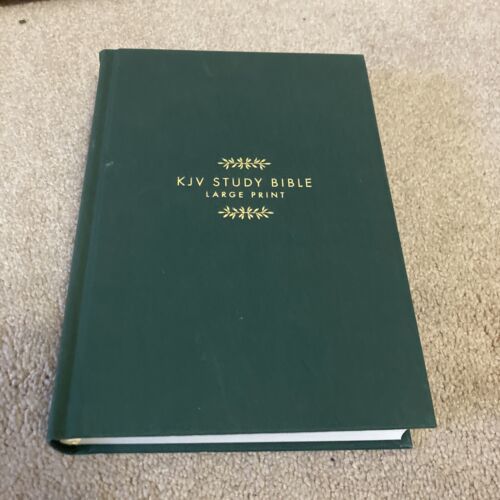 KJV STUDY BIBLE
LARGE PRINT